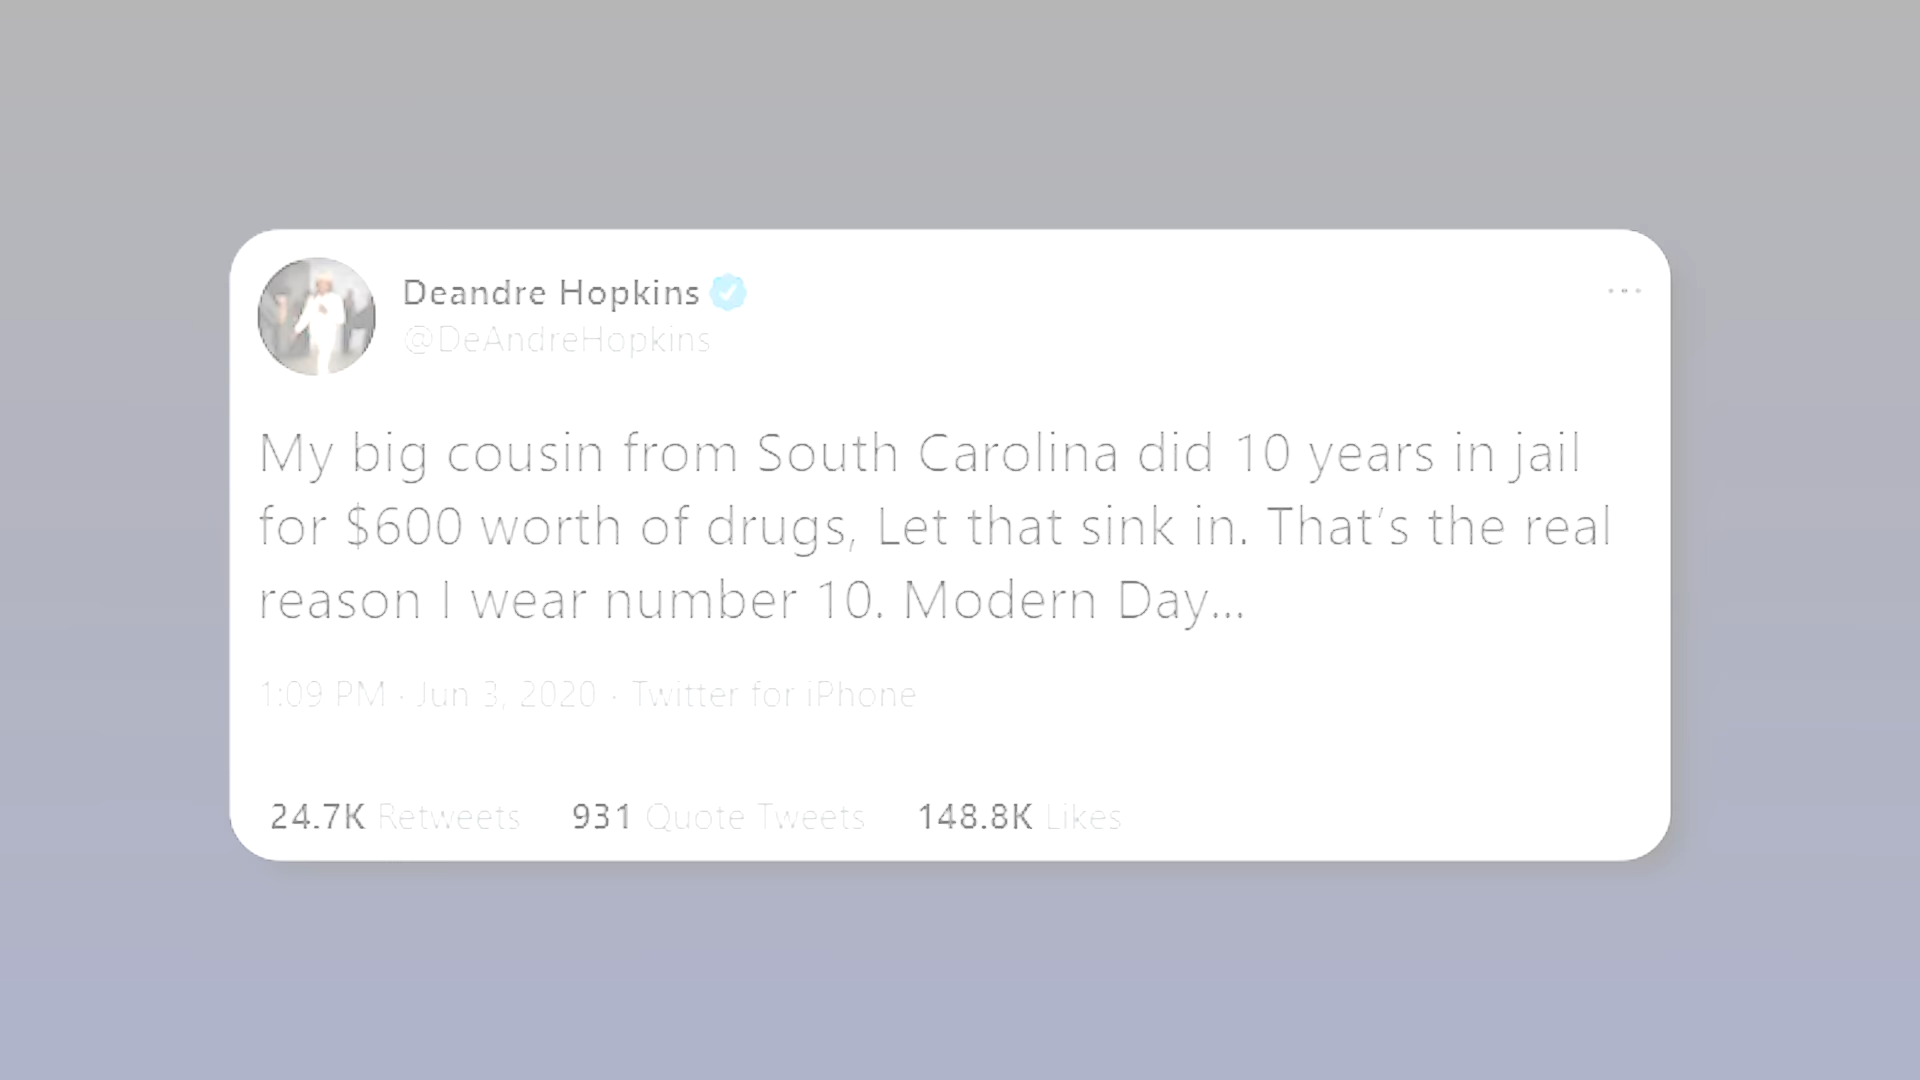 Deandre Hopkins
@DeAndreHopkins
My big cousin from South Carolina did 10 years in jail
for $600 worth of drugs, Let that sink in. That's the real
reason I wear number 10. Modern Day...
1:09 PM · Jun 3, 2020 · Twitter for iPhone
24.7K Retweets 931 Quote Tweets 148.8K Likes